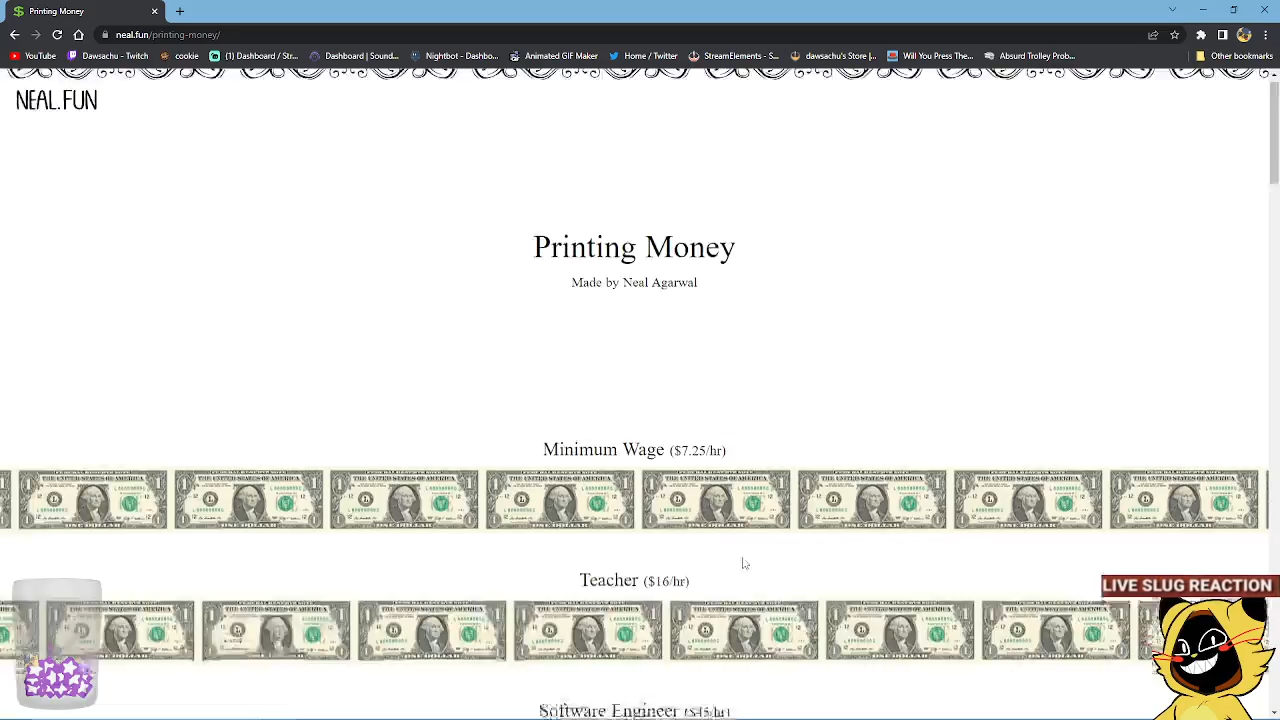 Printing Money
neal.fun/printing-money/
YouTube
Dawsachu - Twitch
cookie
(1) Dashboard / Str...
Dashboard | Sound...
Nightbot - Dashbo...
Animated GIF Maker
Home / Twitter
StreamElements - S...
dawsachu's Store |...
Will You Press The...
Absurd Trolley Prob...
Other bookmarks
NEAL.FUN
Printing Money
Made by Neal Agarwal
Minimum Wage ($7.25/hr)
Teacher ($16/hr)
LIVE SLUG REACTION
Software Engineer